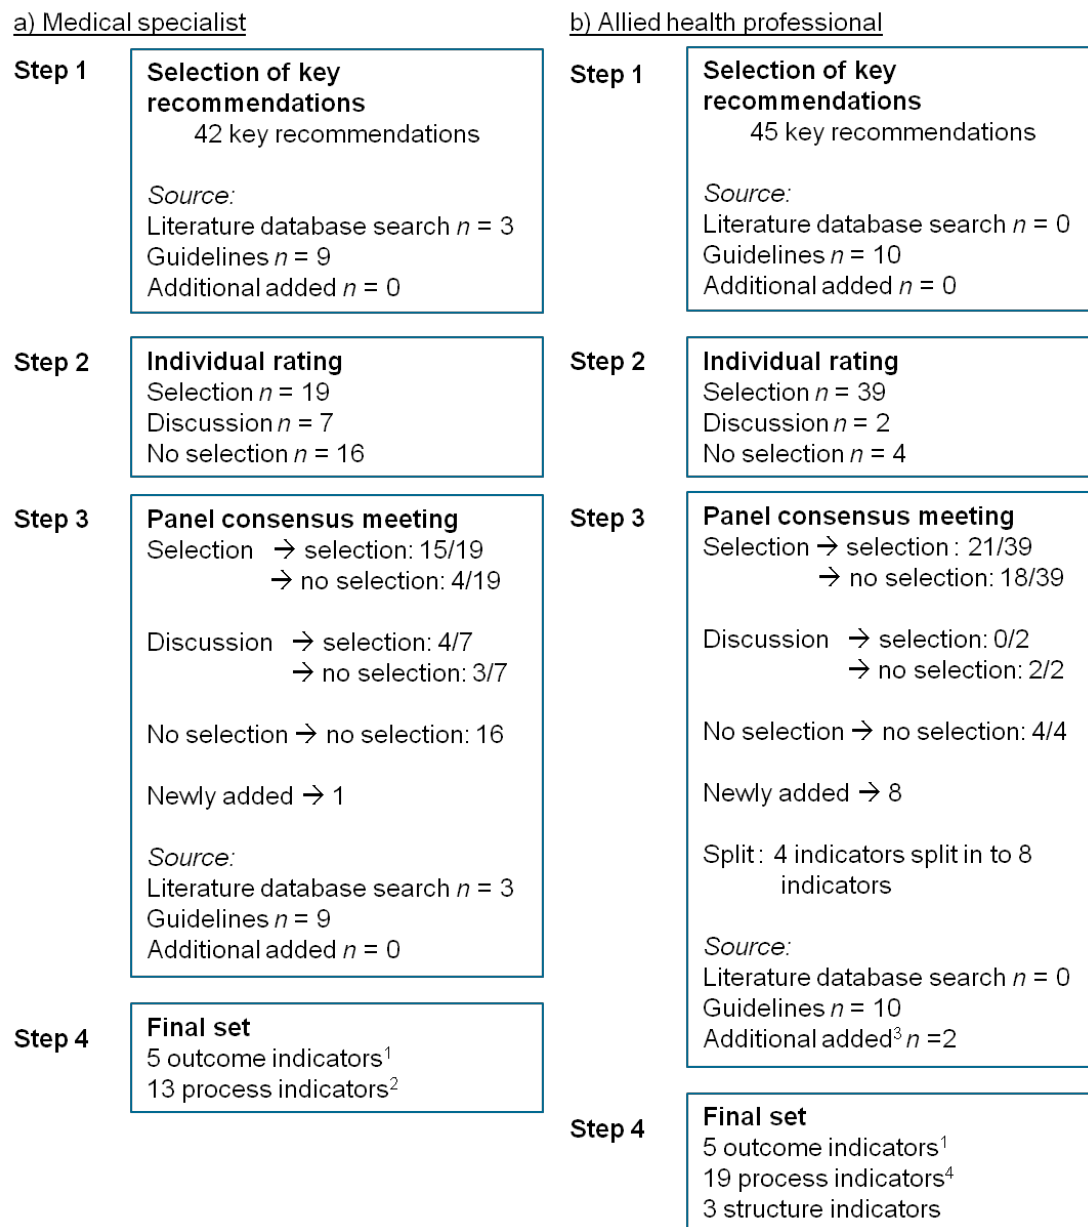 a) Medical specialist
Step 1
Selection of key
recommendations
42 key recommendations
Source:
Literature database search n = 3
Guidelines n = 9
Additional added n = 0
Step 2
Individual rating
Selection n = 19
Discussion n = 7
No selection n = 16
Step 3
Panel consensus meeting
Selection → selection: 15/19
→ no selection: 4/19
Discussion → selection: 4/7
→ no selection: 3/7
No selection → no selection: 16
Newly added → 1
Source:
Literature database search n = 3
Guidelines n = 9
Additional added n = 0
Step 4
Final set
5 outcome indicators¹
13 process indicators²
b) Allied health professional
Step 1
Selection of key
recommendations
45 key recommendations
Source:
Literature database search n = 0
Guidelines n = 10
Additional added n = 0
Step 2
Individual rating
Selection n = 39
Discussion n = 2
No selection n = 4
Step 3
Panel consensus meeting
Selection → selection : 21/39
→ no selection: 18/39
Discussion → selection: 0/2
→ no selection: 2/2
No selection → no selection: 4/4
Newly added → 8
Split : 4 indicators split in to 8
indicators
Source:
Literature database search n = 0
Guidelines n = 10
Additional added³ n =2
Step 4
Final set
5 outcome indicators¹
19 process indicators⁴
3 structure indicators